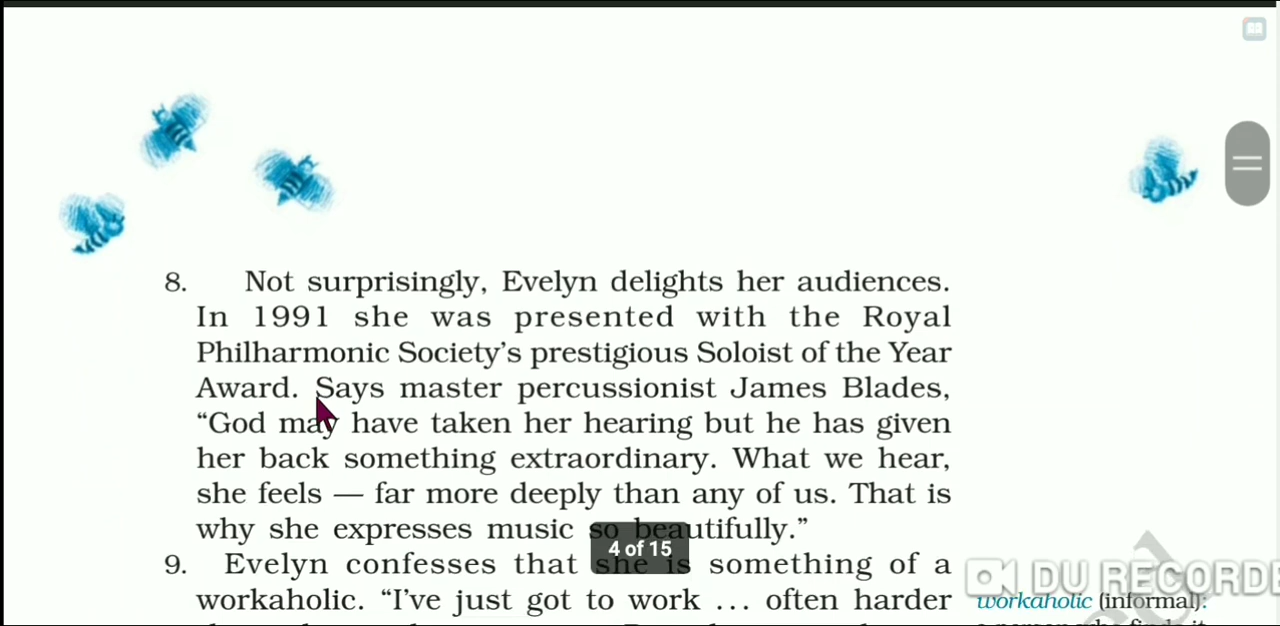 8. Not surprisingly, Evelyn delights her audiences.
In 1991 she was presented with the Royal
Philharmonic Society's prestigious Soloist of the Year
Award. Says master percussionist James Blades,
“God may have taken her hearing but he has given
her back something extraordinary. What we hear,
she feels — far more deeply than any of us. That is
why she expresses music so beautifully.”
4 of 15
9. Evelyn confesses that she is something of a
workaholic. “I've just got to work ... often harder
DU RECORDE
workaholic (informal):